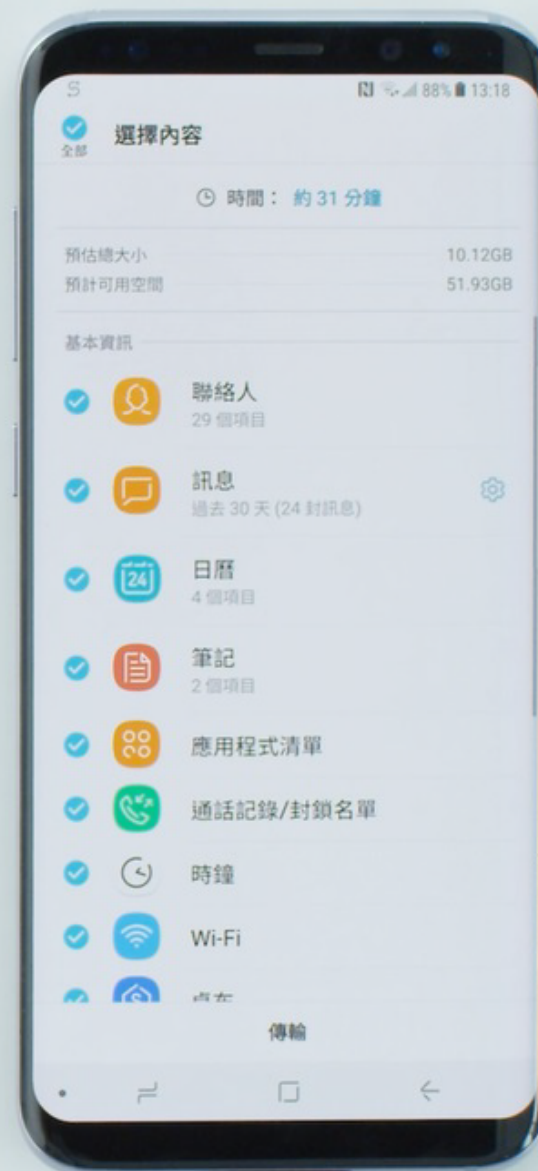 88% 13:18
全部
選擇內容
時間： 約 31 分鐘
預估總大小 10.12GB
預計可用空間 51.93GB
基本資訊
聯絡人
29 個項目
訊息
過去 30 天 (24 封訊息)
24
日曆
4 個項目
筆記
2 個項目
應用程式清單
通話記錄/封鎖名單
時鐘
Wi-Fi
傳輸